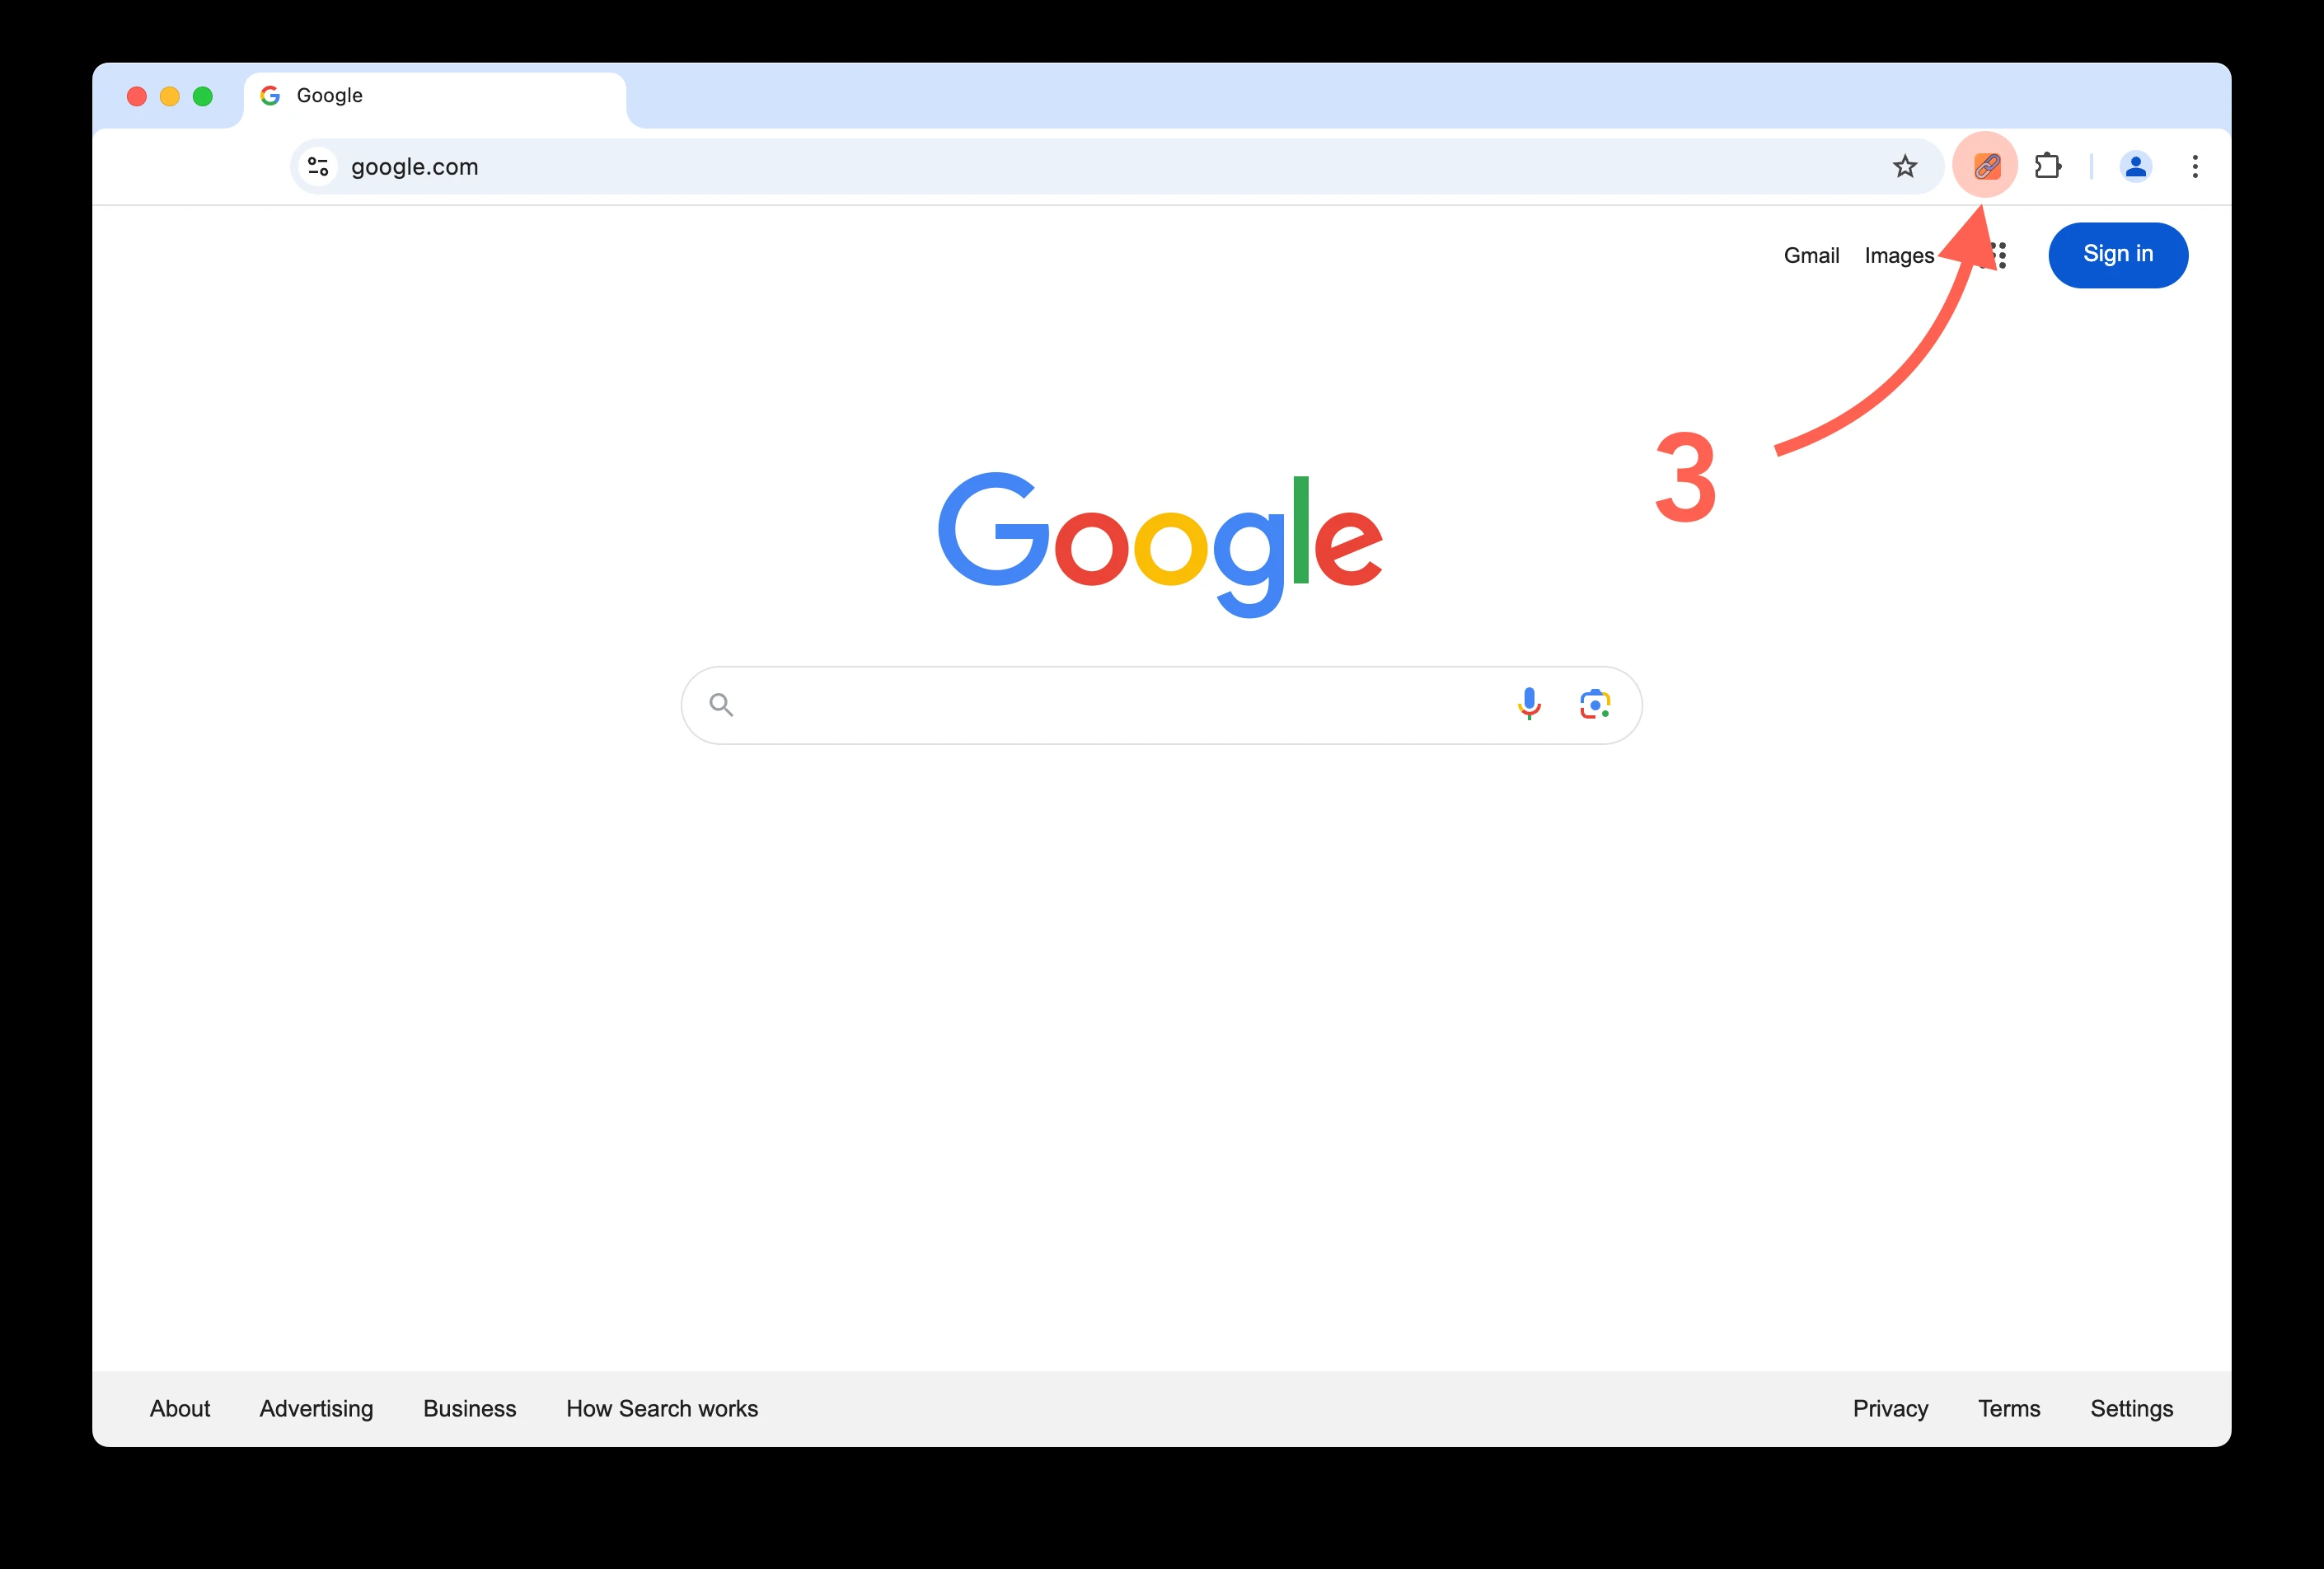 Google
google.com
Gmail Images
Sign in
3
Google
About Advertising Business How Search works
Privacy Terms Settings